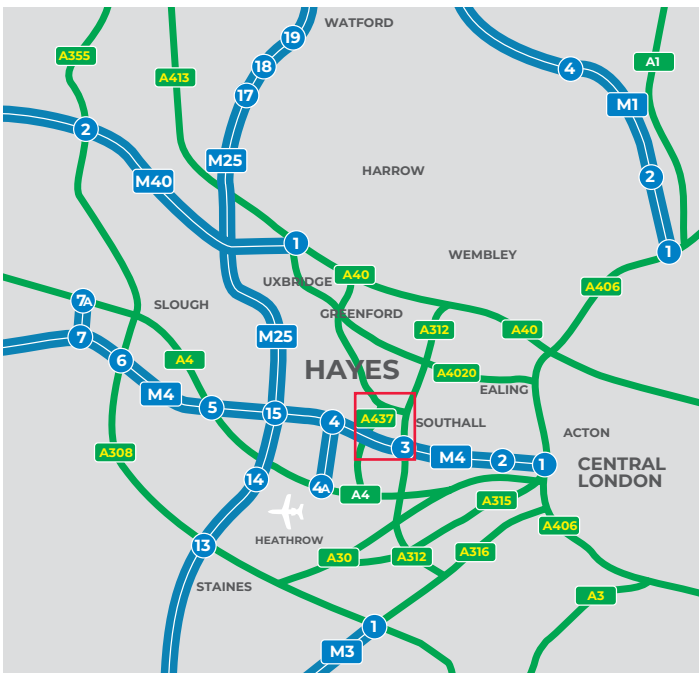 WATFORD
19
A355
A1
18
4
A413
17
M1
2
M25
HARROW
2
M40
1
1
WEMBLEY
A40
UXBRIDGE
A406
7A
SLOUGH
GREENFORD
A312
A40
7
M25
6
A4
HAYES
A4020
M4
EALING
5
15
4
A437
SOUTHALL
ACTON
3
A308
M4
2
1
CENTRAL
LONDON
14
4A
A4
A315
HEATHROW
A406
13
A30
A312
A316
STAINES
A3
1
M3